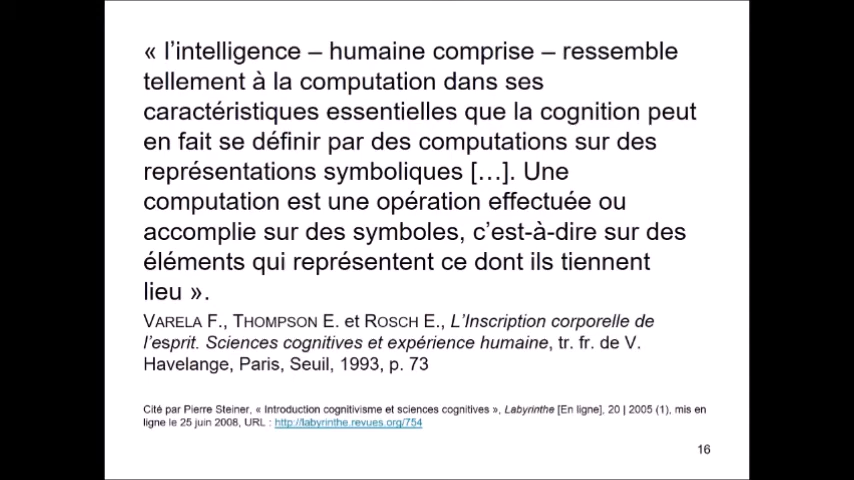 « l’intelligence – humaine comprise – ressemble
tellement à la computation dans ses
caractéristiques essentielles que la cognition peut
en fait se définir par des computations sur des
représentations symboliques […]. Une
computation est une opération effectuée ou
accomplie sur des symboles, c’est-à-dire sur des
éléments qui représentent ce dont ils tiennent
lieu ».
VARELA F., THOMPSON E. et ROSCH E., L’Inscription corporelle de
l’esprit. Sciences cognitives et expérience humaine, tr. fr. de V.
Havelange, Paris, Seuil, 1993, p. 73
Cité par Pierre Steiner, « Introduction cognitivisme et sciences cognitives », Labyrinthe [En ligne], 20 | 2005 (1), mis en
ligne le 25 juin 2008, URL : http://labyrinthe.revues.org/754
16